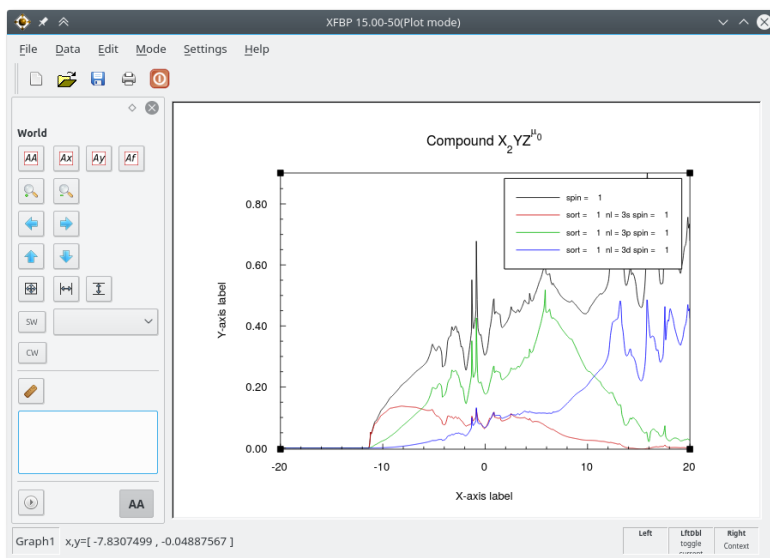 XFBP 15.00-50(Plot mode)
File Data Edit Mode Settings Help
World
AA Ax Ay Af
SW
CW
AA
Compound X₂YZ^μ₀
spin = 1
sort = 1 nl = 3s spin = 1
sort = 1 nl = 3p spin = 1
sort = 1 nl = 3d spin = 1
0.80
0.60
0.40
0.20
0.00
Y-axis label
-20 -10 0 10 20
X-axis label
Graph1 x,y=[ -7.8307499 , -0.04887567 ]
Left LftDbl Right
toggle Context
current